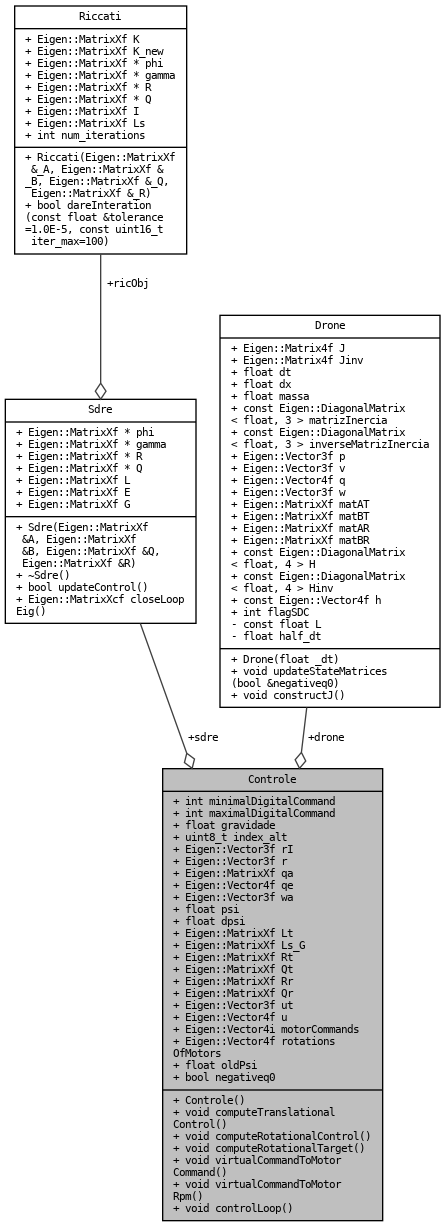 Riccati
+ Eigen::MatrixXf K
+ Eigen::MatrixXf K_new
+ Eigen::MatrixXf * phi
+ Eigen::MatrixXf * gamma
+ Eigen::MatrixXf * R
+ Eigen::MatrixXf * Q
+ Eigen::MatrixXf I
+ Eigen::MatrixXf Ls
+ int num_iterations
+ Riccati(Eigen::MatrixXf
&_A, Eigen::MatrixXf &
_B, Eigen::MatrixXf &_Q,
Eigen::MatrixXf &_R)
+ bool dareInteration
(const float &tolerance
=1.0E-5, const uint16_t
iter_max=100)
+ricObj
Sdre
+ Eigen::MatrixXf * phi
+ Eigen::MatrixXf * gamma
+ Eigen::MatrixXf * R
+ Eigen::MatrixXf * Q
+ Eigen::MatrixXf L
+ Eigen::MatrixXf E
+ Eigen::MatrixXf G
+ Sdre(Eigen::MatrixXf
&A, Eigen::MatrixXf
&B, Eigen::MatrixXf &Q,
Eigen::MatrixXf &R)
+ ~Sdre()
+ bool updateControl()
+ Eigen::MatrixXcf closeLoop
Eig()
Drone
+ Eigen::Matrix4f J
+ Eigen::Matrix4f Jinv
+ float dt
+ float dx
+ float massa
+ const Eigen::DiagonalMatrix
< float, 3 > matrizInercia
+ const Eigen::DiagonalMatrix
< float, 3 > inverseMatrizInercia
+ Eigen::Vector3f p
+ Eigen::Vector3f v
+ Eigen::Vector4f q
+ Eigen::Vector3f w
+ Eigen::MatrixXf matAT
+ Eigen::MatrixXf matBT
+ Eigen::MatrixXf matAR
+ Eigen::MatrixXf matBR
+ const Eigen::DiagonalMatrix
< float, 4 > H
+ const Eigen::DiagonalMatrix
< float, 4 > Hinv
+ const Eigen::Vector4f h
+ int flagSDC
- const float L
- float half_dt
+ Drone(float _dt)
+ void updateStateMatrices
(bool &negativeq0)
+ void constructJ()
+sdre
+drone
Controle
+ int minimalDigitalCommand
+ int maximalDigitalCommand
+ float gravidade
+ uint8_t index_alt
+ Eigen::Vector3f rI
+ Eigen::Vector3f r
+ Eigen::MatrixXf qa
+ Eigen::Vector4f qe
+ Eigen::Vector3f wa
+ float psi
+ float dpsi
+ Eigen::MatrixXf Lt
+ Eigen::MatrixXf Ls_G
+ Eigen::MatrixXf Rt
+ Eigen::MatrixXf Qt
+ Eigen::MatrixXf Rr
+ Eigen::MatrixXf Qr
+ Eigen::Vector3f ut
+ Eigen::Vector4f u
+ Eigen::Vector4i motorCommands
+ Eigen::Vector4f rotations
OfMotors
+ float oldPsi
+ bool negativeq0
+ Controle()
+ void computeTranslational
Control()
+ void computeRotationalControl()
+ void computeRotationalTarget()
+ void virtualCommandToMotor
Command()
+ void virtualCommandToMotor
Rpm()
+ void controlLoop()